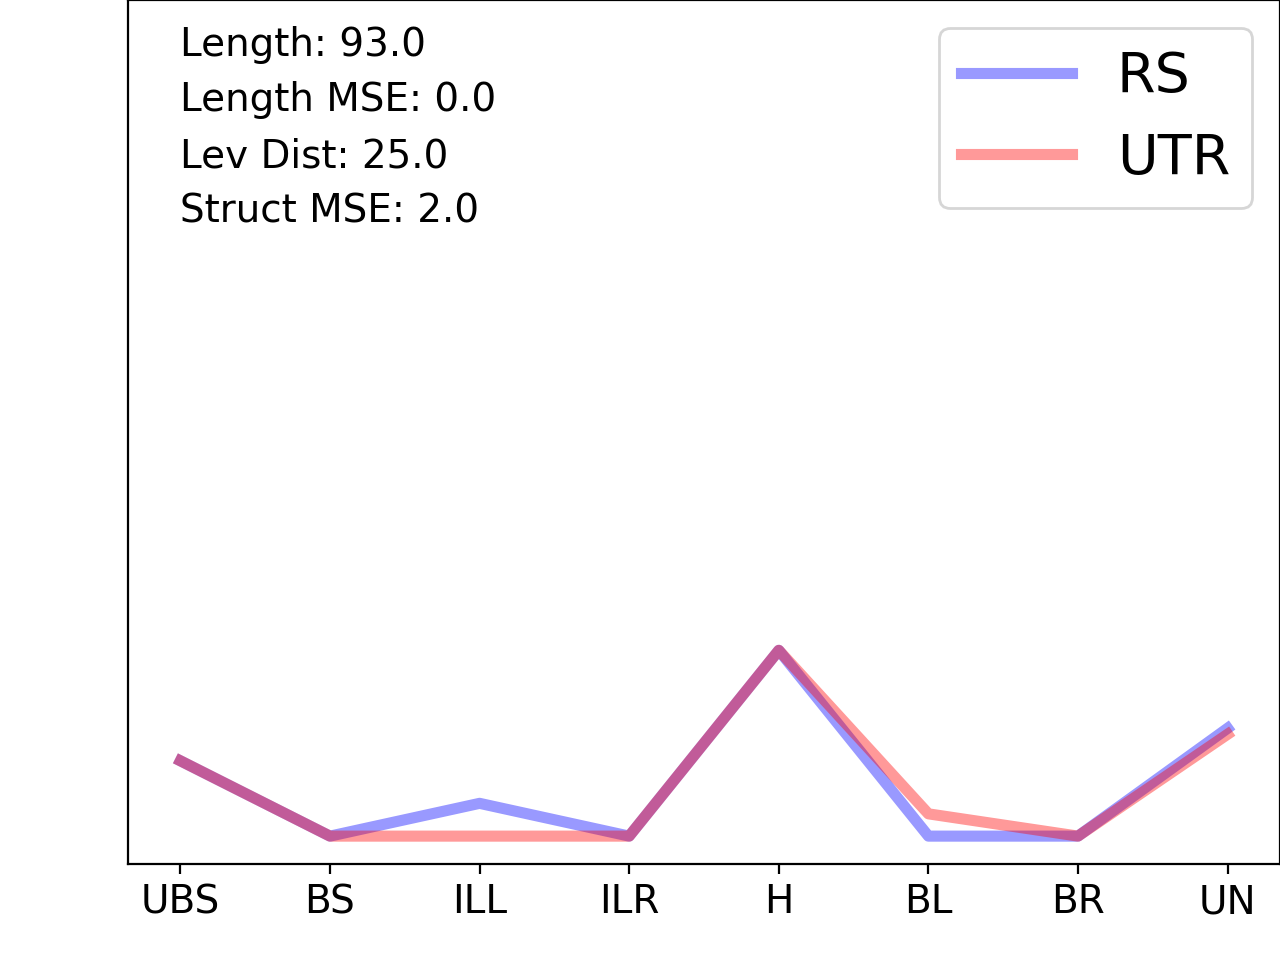 Length: 93.0
Length MSE: 0.0
Lev Dist: 25.0
Struct MSE: 2.0
RS
UTR
UBS BS ILL ILR H BL BR UN